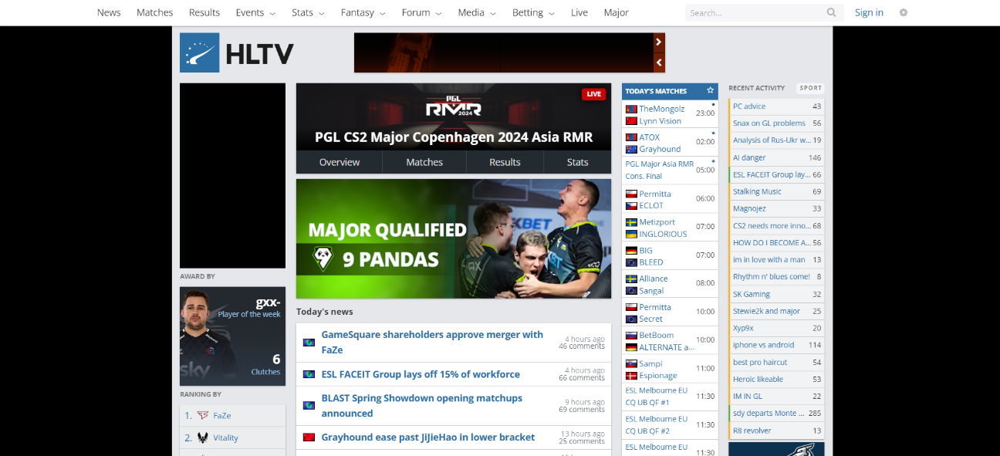 News Matches Results Events Stats Fantasy Forum Media Betting Live Major Search... Sign in
HLTV
AWARD BY
gxx-
Player of the week
6
Clutches
sky
RANKING BY
1. FaZe
2. Vitality
PGL
RMR
2024
LIVE
PGL CS2 Major Copenhagen 2024 Asia RMR
Overview Matches Results Stats
MAJOR QUALIFIED
9 PANDAS
Today's news
GameSquare shareholders approve merger with
FaZe
4 hours ago
46 comments
ESL FACEIT Group lays off 15% of workforce
4 hours ago
66 comments
BLAST Spring Showdown opening matchups
announced
9 hours ago
69 comments
Grayhound ease past JiJieHao in lower bracket
13 hours ago
25 comments
TODAY'S MATCHES
TheMongolz
Lynn Vision
23:00
ATOX
Grayhound
02:00
PGL Major Asia RMR
Cons. Final
05:00
Permitta
ECLOT
06:00
Metizport
INGLORIOUS
07:00
BIG
BLEED
07:00
Alliance
Sangal
08:00
Permitta
Secret
10:00
BetBoom
ALTERNATE a...
10:00
Sampi
Espionage
11:00
ESL Melbourne EU
CQ UB QF #1
11:30
ESL Melbourne EU
CQ UB QF #2
11:30
ESL Melbourne EU
11:30
RECENT ACTIVITY SPORT
PC advice 43
Snax on GL problems 56
Analysis of Rus-Ukr w... 19
AI danger 146
ESL FACEIT Group lay... 66
Stalking Music 69
Magnojez 33
CS2 needs more inno... 68
HOW DO I BECOME A... 56
im in love with a man 13
Rhythm n' blues come! 8
SK Gaming 32
Stewie2k and major 25
Xyp9x 20
iphone vs android 114
best pro haircut 54
Heroic likeable 53
IM IN GL 22
sdy departs Monte ... 285
R8 revolver 13